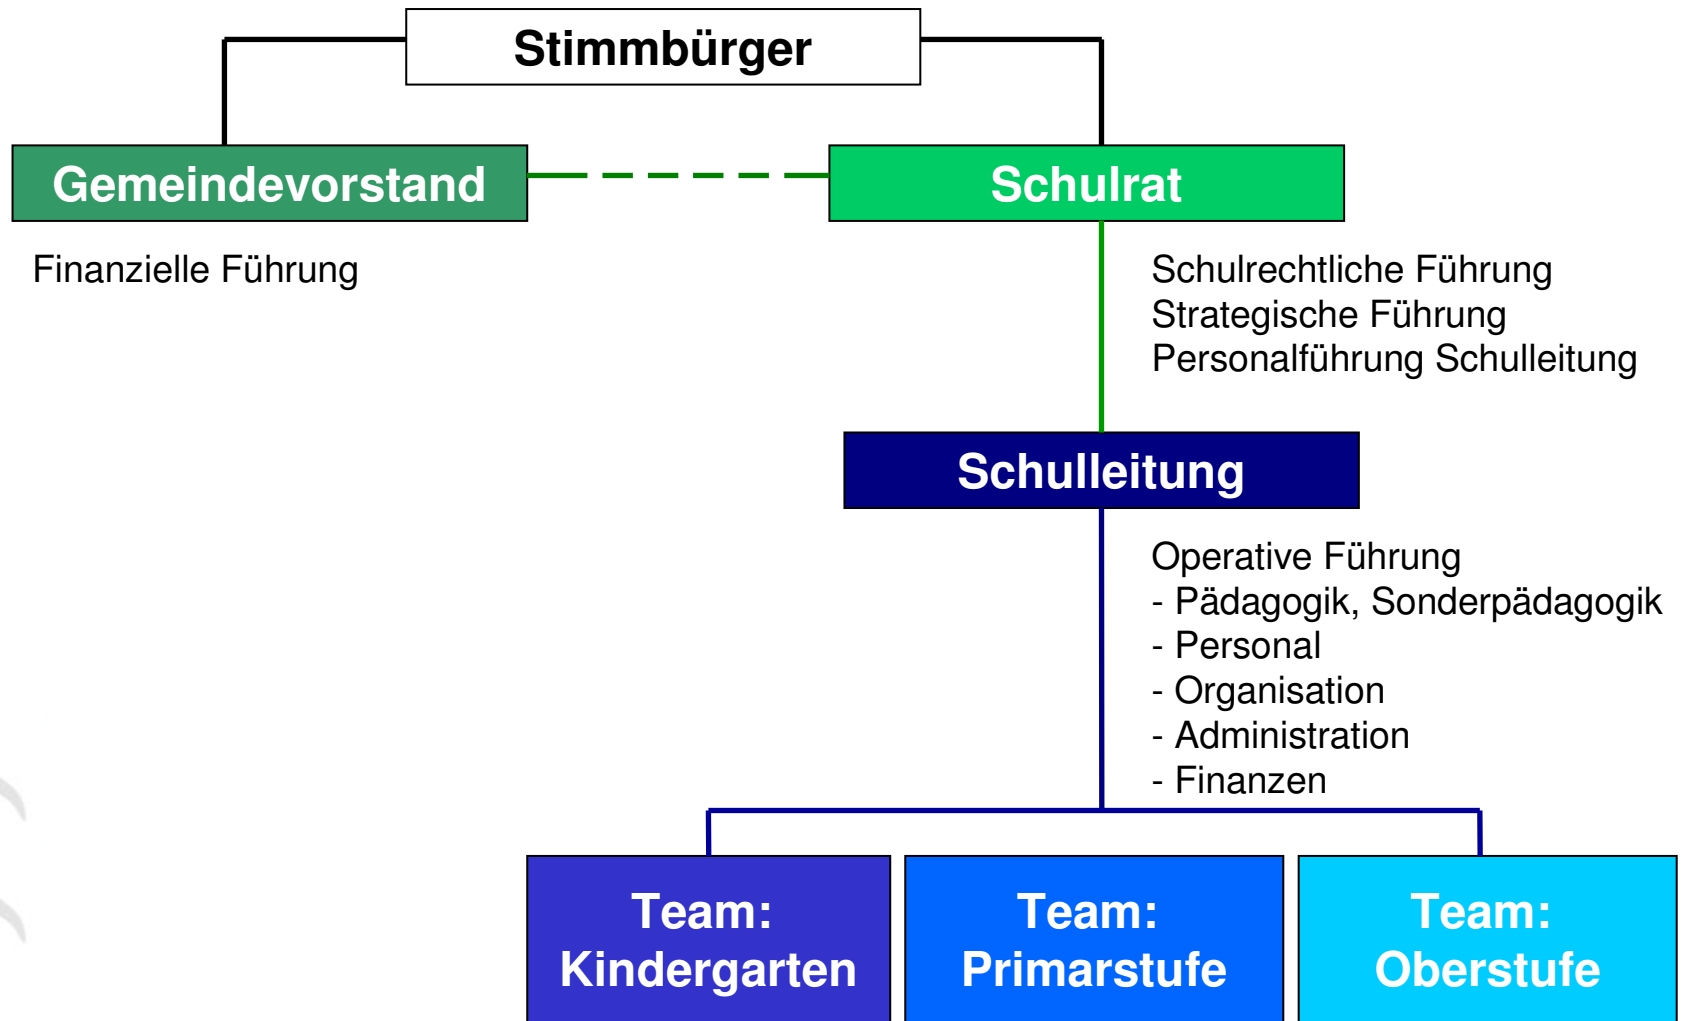 Stimmbürger
Gemeindevorstand
Schulrat
Finanzielle Führung
Schulrechtliche Führung
Strategische Führung
Personalführung Schulleitung
Schulleitung
Operative Führung
- Pädagogik, Sonderpädagogik
- Personal
- Organisation
- Administration
- Finanzen
Team:
Kindergarten
Team:
Primarstufe
Team:
Oberstufe